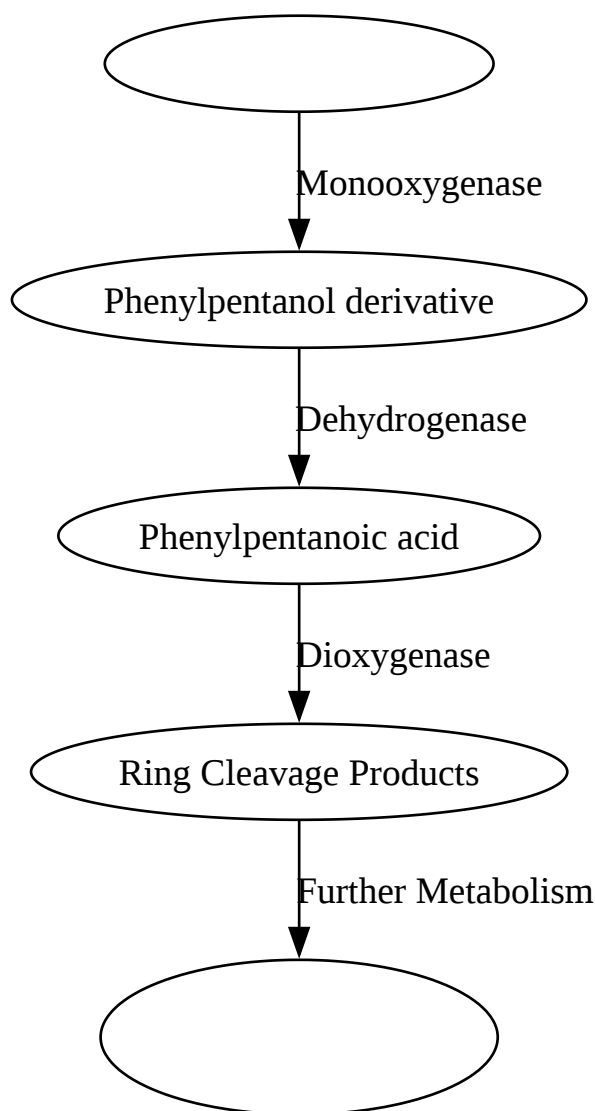 Monooxygenase
Phenylpentanol derivative
Dehydrogenase
Phenylpentanoic acid
Dioxygenase
Ring Cleavage Products
Further Metabolism